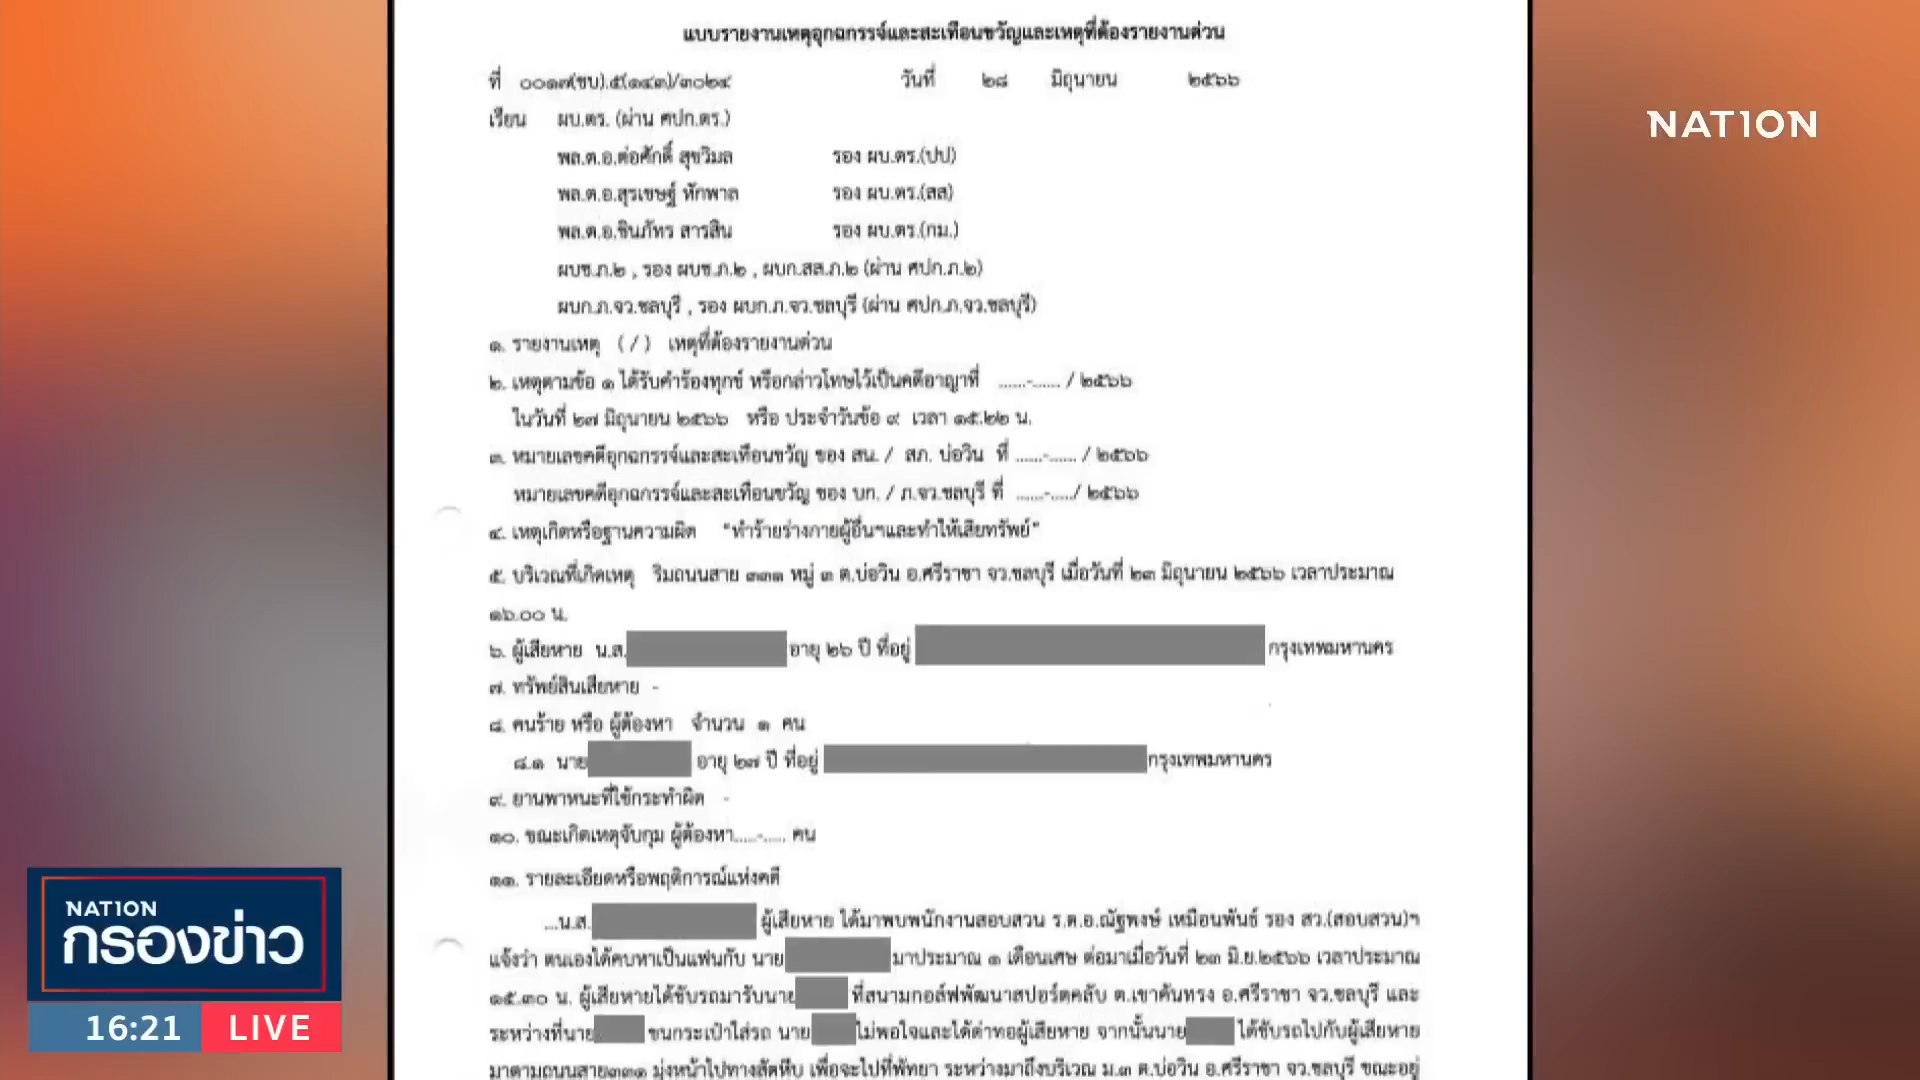 แบบรายงานเหตุอุกฉกรรจ์และสะเทือนขวัญและเหตุที่ต้องรายงานด่วน
ที่ ๐๐๑๗(ชบ).๕(๑๔๓)/๓๐๒๔ วันที่ ๒๘ มิถุนายน ๒๕๖๖
เรียน ผบ.ตร. (ผ่าน ศปก.ตร.)
พล.ต.อ.ต่อศักดิ์ สุขวิมล รอง ผบ.ตร.(ปป)
พล.ต.อ.สุรเชษฐ์ หักพาล รอง ผบ.ตร.(สส)
พล.ต.อ.ชินภัทร สารสิน รอง ผบ.ตร.(กม.)
ผบช.ภ.๒ , รอง ผบช.ภ.๒ , ผบก.สส.ภ.๒ (ผ่าน ศปก.ภ.๒)
ผบก.ภ.จว.ชลบุรี , รอง ผบก.ภ.จว.ชลบุรี (ผ่าน ศปก.ภ.จว.ชลบุรี)
๑. รายงานเหตุ ( / ) เหตุที่ต้องรายงานด่วน
๒. เหตุตามข้อ ๑ ได้รับคำร้องทุกข์ หรือกล่าวโทษไว้เป็นคดีอาญาที่ ......-...... / ๒๕๖๖
ในวันที่ ๒๗ มิถุนายน ๒๕๖๖ หรือ ประจำวันข้อ ๙ เวลา ๑๕.๒๒ น.
๓. หมายเลขคดีอุกฉกรรจ์และสะเทือนขวัญ ของ สน. / สภ. บ่อวิน ที่ ......-...... / ๒๕๖๖
หมายเลขคดีอุกฉกรรจ์และสะเทือนขวัญ ของ บก. / ภ.จว.ชลบุรี ที่ ......-...../ ๒๕๖๖
๔. เหตุเกิดหรือฐานความผิด "ทำร้ายร่างกายผู้อื่นฯและทำให้เสียทรัพย์"
๕. บริเวณที่เกิดเหตุ ริมถนนสาย ๓๓๑ หมู่ ๓ ต.บ่อวิน อ.ศรีราชา จว.ชลบุรี เมื่อวันที่ ๒๓ มิถุนายน ๒๕๖๖ เวลาประมาณ
๑๖.๐๐ น.
๖. ผู้เสียหาย น.ส. อายุ ๒๖ ปี ที่อยู่ กรุงเทพมหานคร
๗. ทรัพย์สินเสียหาย -
๘. คนร้าย หรือ ผู้ต้องหา จำนวน ๑ คน
๘.๑ นาย อายุ ๒๗ ปี ที่อยู่ กรุงเทพมหานคร
๙. ยานพาหนะที่ใช้กระทำผิด -
๑๐. ขณะเกิดเหตุจับกุม ผู้ต้องหา.....-..... คน
๑๑. รายละเอียดหรือพฤติการณ์แห่งคดี
...น.ส. ผู้เสียหาย ได้มาพบพนักงานสอบสวน ร.ต.อ.ณัฐพงษ์ เหมือนพันธ์ รอง สว.(สอบสวน)ฯ
แจ้งว่า ตนเองได้คบหาเป็นแฟนกับ นาย มาประมาณ ๑ เดือนเศษ ต่อมาเมื่อวันที่ ๒๓ มิ.ย.๒๕๖๖ เวลาประมาณ
๑๕.๓๐ น. ผู้เสียหายได้ขับรถมารับนาย ที่สนามกอล์ฟพัฒนาสปอร์ตคลับ ต.เขาคันทรง อ.ศรีราชา จว.ชลบุรี และ
ระหว่างที่นาย ขนกระเป๋าใส่รถ นาย ไม่พอใจและได้ด่าทอผู้เสียหาย จากนั้นนาย ได้ขับรถไปกับผู้เสียหาย
มาตามถนนสาย๓๓๑ มุ่งหน้าไปทางสัตหีบ เพื่อจะไปที่พัทยา ระหว่างมาถึงบริเวณ ม.๓ ต.บ่อวิน อ.ศรีราชา จว.ชลบุรี ขณะอยู่
NATION
NATION
กรองข่าว
16:21 LIVE